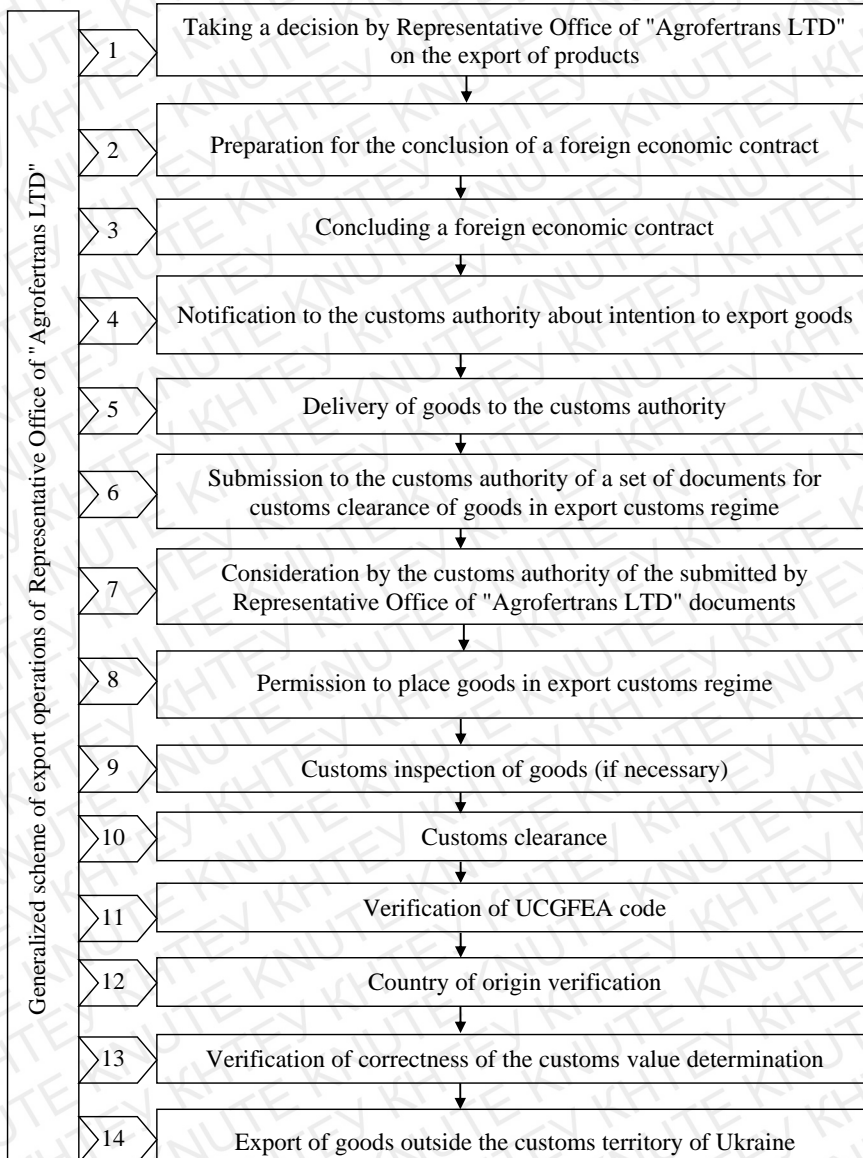 Generalized scheme of export operations of Representative Office of "Agrofertrans LTD"
1
Taking a decision by Representative Office of "Agrofertrans LTD"
on the export of products
2
Preparation for the conclusion of a foreign economic contract
3
Concluding a foreign economic contract
4
Notification to the customs authority about intention to export goods
5
Delivery of goods to the customs authority
6
Submission to the customs authority of a set of documents for
customs clearance of goods in export customs regime
7
Consideration by the customs authority of the submitted by
Representative Office of "Agrofertrans LTD" documents
8
Permission to place goods in export customs regime
9
Customs inspection of goods (if necessary)
10
Customs clearance
11
Verification of UCGFEA code
12
Country of origin verification
13
Verification of correctness of the customs value determination
14
Export of goods outside the customs territory of Ukraine